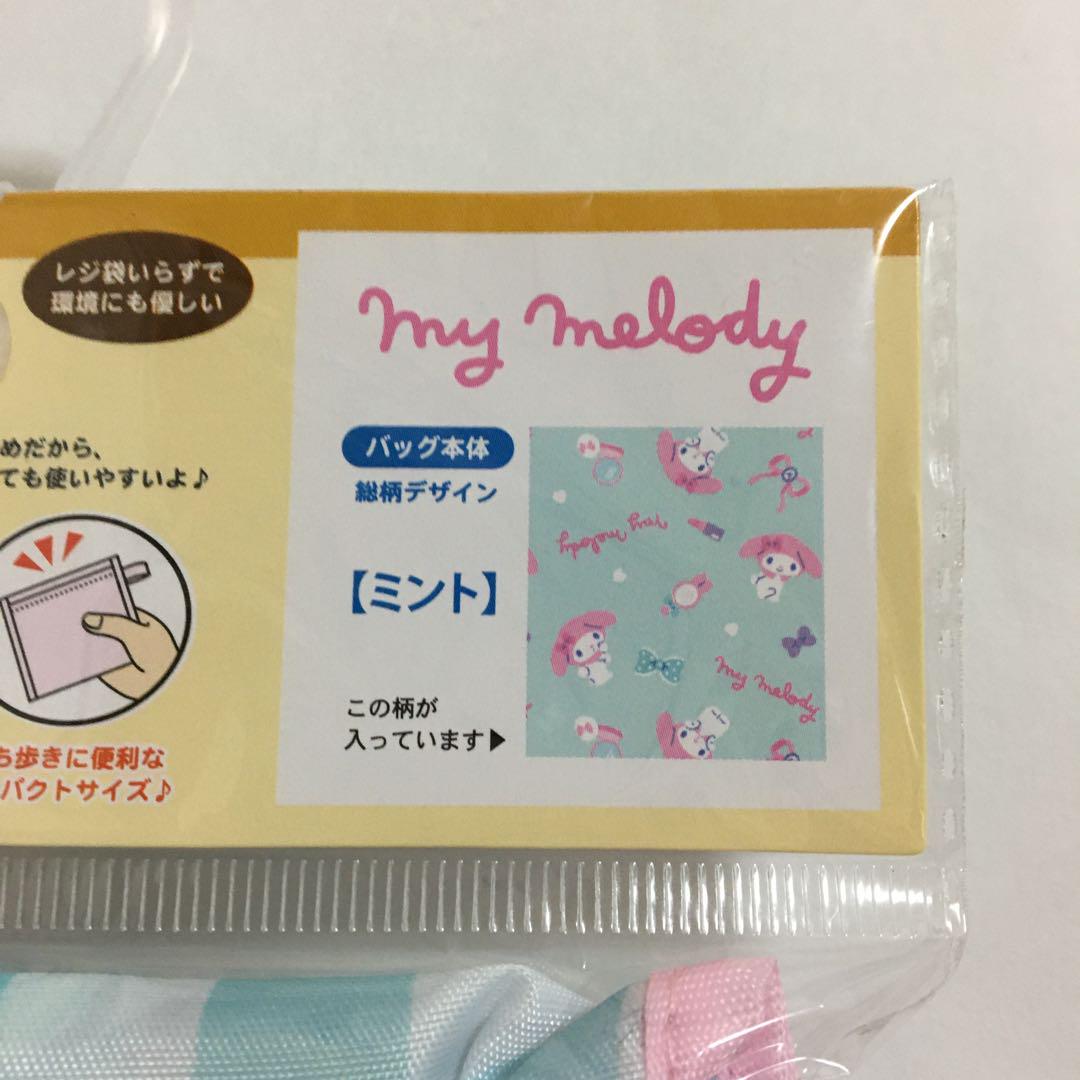 レジ袋いらずで
環境にも優しい
my melody
めだから、
ても使いやすいよ♪
バッグ本体
総柄デザイン
【ミント】
この柄が
入っています▶
my melody
my melody
ち歩きに便利な
パクトサイズ♪